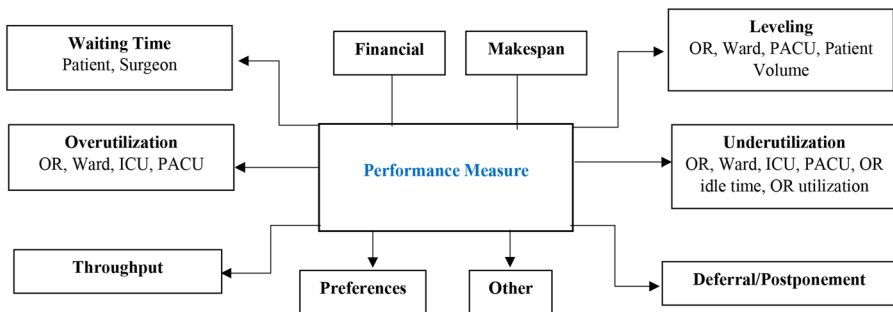 Waiting Time
Patient, Surgeon
Financial
Makespan
Leveling
OR, Ward, PACU, Patient
Volume
Overutilization
OR, Ward, ICU, PACU
Performance Measure
Underutilization
OR, Ward, ICU, PACU, OR
idle time, OR utilization
Throughput
Preferences
Other
Deferral/Postponement